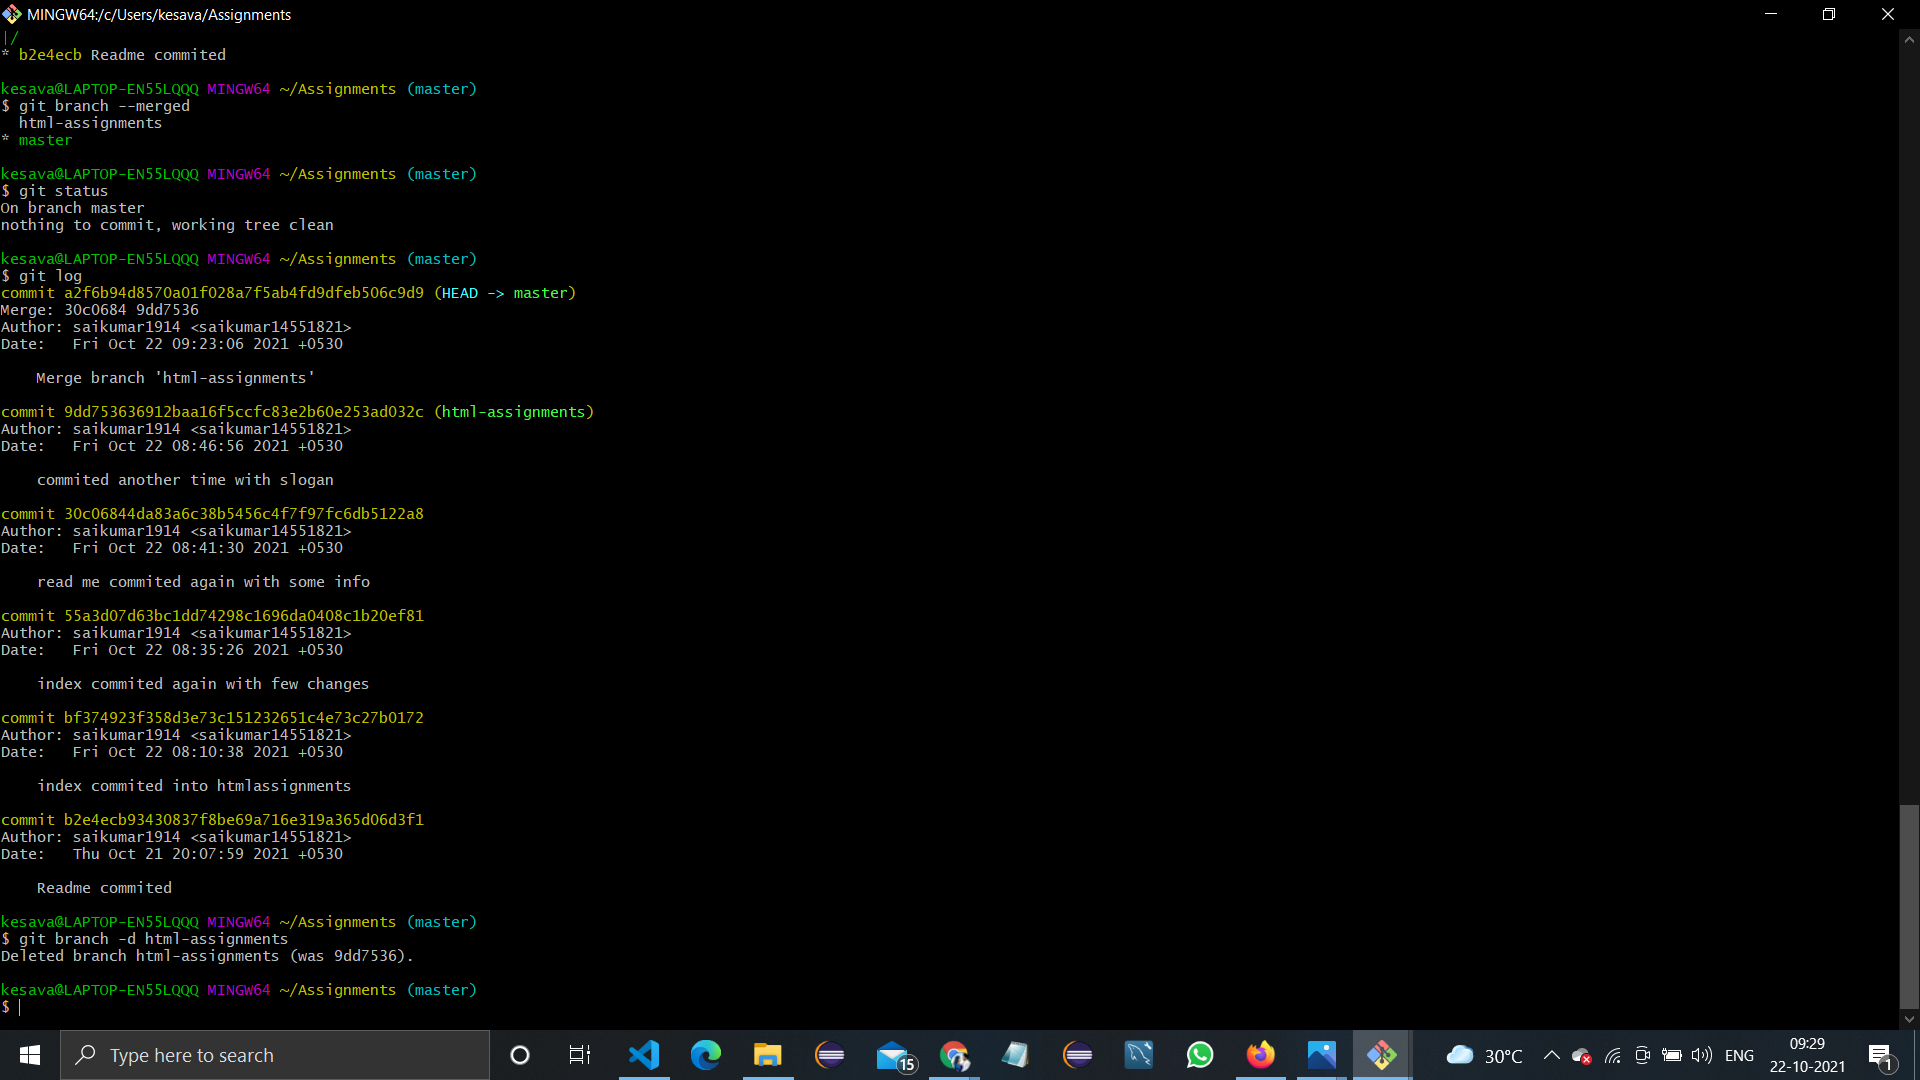 MINGW64:/c/Users/kesava/Assignments
|/
* b2e4ecb Readme commited
kesava@LAPTOP-EN55LQQQ MINGW64 ~/Assignments (master)
$ git branch --merged
html-assignments
* master
kesava@LAPTOP-EN55LQQQ MINGW64 ~/Assignments (master)
$ git status
On branch master
nothing to commit, working tree clean
kesava@LAPTOP-EN55LQQQ MINGW64 ~/Assignments (master)
$ git log
commit a2f6b94d8570a01f028a7f5ab4fd9dfeb506c9d9 (HEAD -> master)
Merge: 30c0684 9dd7536
Author: saikumar1914 <saikumar14551821>
Date:   Fri Oct 22 09:23:06 2021 +0530
Merge branch 'html-assignments'
commit 9dd753636912baa16f5ccfc83e2b60e253ad032c (html-assignments)
Author: saikumar1914 <saikumar14551821>
Date:   Fri Oct 22 08:46:56 2021 +0530
commited another time with slogan
commit 30c06844da83a6c38b5456c4f7f97fc6db5122a8
Author: saikumar1914 <saikumar14551821>
Date:   Fri Oct 22 08:41:30 2021 +0530
read me commited again with some info
commit 55a3d07d63bc1dd74298c1696da0408c1b20ef81
Author: saikumar1914 <saikumar14551821>
Date:   Fri Oct 22 08:35:26 2021 +0530
index commited again with few changes
commit bf374923f358d3e73c151232651c4e73c27b0172
Author: saikumar1914 <saikumar14551821>
Date:   Fri Oct 22 08:10:38 2021 +0530
index commited into htmlassignments
commit b2e4ecb93430837f8be69a716e319a365d06d3f1
Author: saikumar1914 <saikumar14551821>
Date:   Thu Oct 21 20:07:59 2021 +0530
Readme commited
kesava@LAPTOP-EN55LQQQ MINGW64 ~/Assignments (master)
$ git branch -d html-assignments
Deleted branch html-assignments (was 9dd7536).
kesava@LAPTOP-EN55LQQQ MINGW64 ~/Assignments (master)
$
Type here to search
15
30°C
ENG
09:29
22-10-2021
1